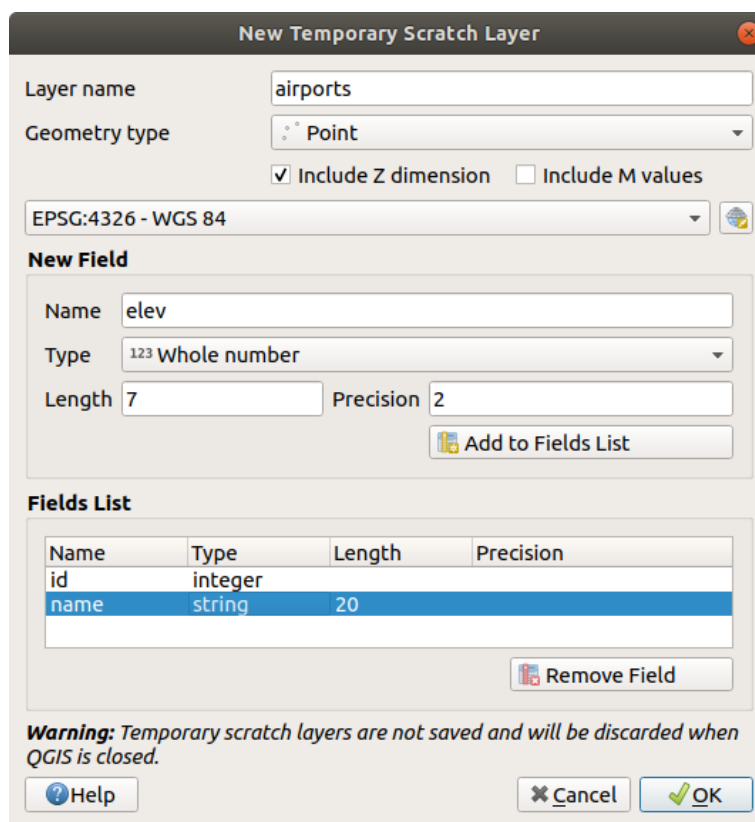 New Temporary Scratch Layer
Layer name airports
Geometry type Point
Include Z dimension Include M values
EPSG:4326 - WGS 84
New Field
Name elev
Type 123 Whole number
Length 7 Precision 2
Add to Fields List
Fields List
Name Type Length Precision
id integer
name string 20
Remove Field
Warning: Temporary scratch layers are not saved and will be discarded when
QGIS is closed.
Help Cancel OK